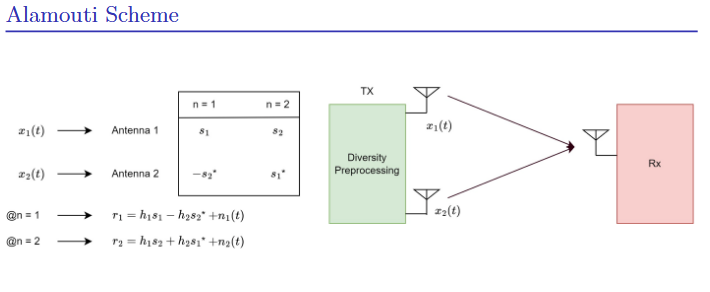 Alamouti Scheme
n = 1 n = 2
x₁(t) Antenna 1 s₁ s₂
x₂(t) Antenna 2 −s₂* s₁*
@n = 1 r₁ = h₁s₁ − h₂s₂* +n₁(t)
@n = 2 r₂ = h₁s₂ + h₂s₁* +n₂(t)
TX
x₁(t)
Diversity
Preprocessing
x₂(t)
Rx